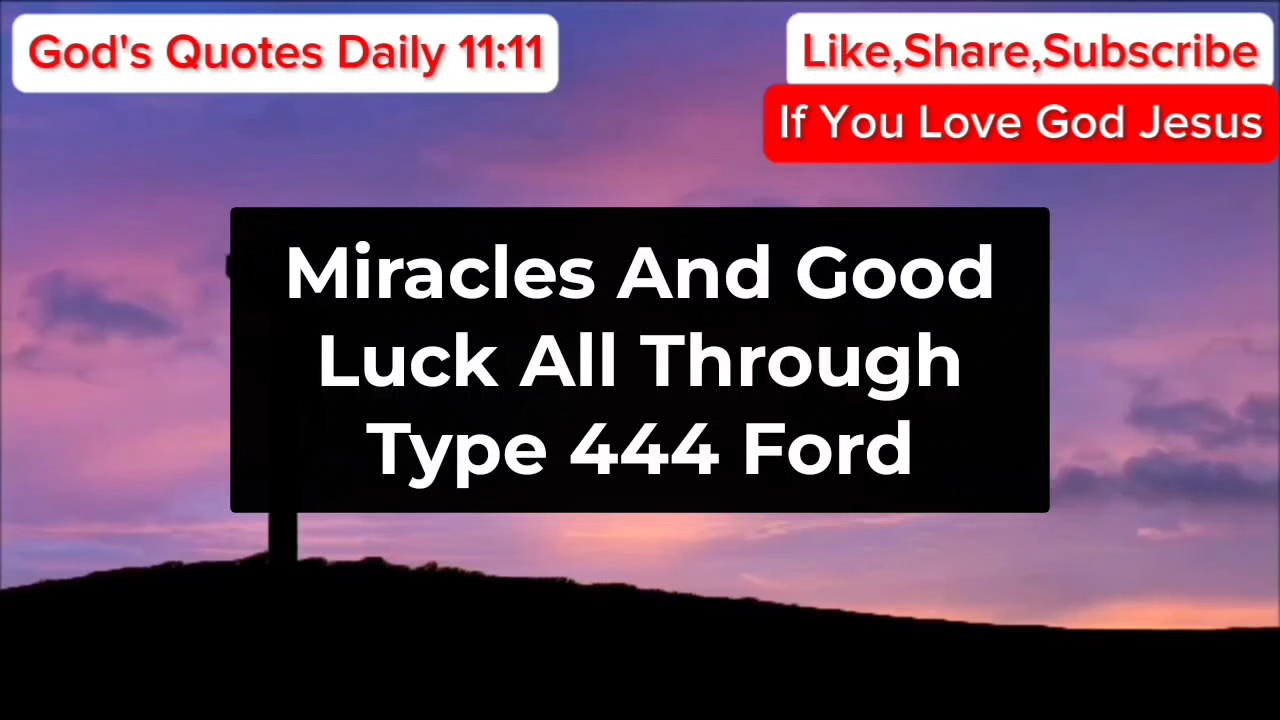 God's Quotes Daily 11:11
Like,Share,Subscribe
If You Love God Jesus
Miracles And Good
Luck All Through
Type 444 Ford